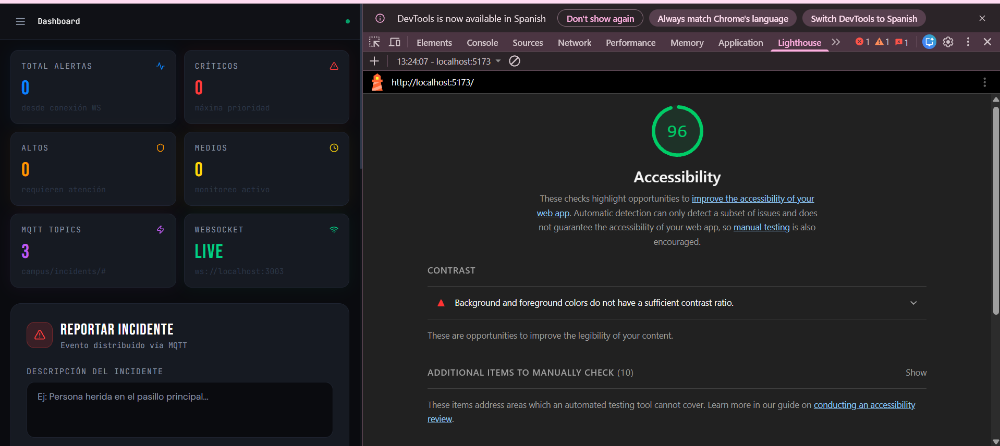 Dashboard
TOTAL ALERTAS
0
desde conexión WS
CRÍTICOS
0
máxima prioridad
ALTOS
0
requieren atención
MEDIOS
0
monitoreo activo
MQTT TOPICS
3
campus/incidents/#
WEBSOCKET
LIVE
ws://localhost:3003
REPORTAR INCIDENTE
Evento distribuido vía MQTT
DESCRIPCIÓN DEL INCIDENTE
Ej: Persona herida en el pasillo principal...
DevTools is now available in Spanish
Don't show again
Always match Chrome's language
Switch DevTools to Spanish
Elements
Console
Sources
Network
Performance
Memory
Application
Lighthouse
1
1
1
13:24:07 - localhost:5173
http://localhost:5173/
96
Accessibility
These checks highlight opportunities to improve the accessibility of your
web app. Automatic detection can only detect a subset of issues and does
not guarantee the accessibility of your web app, so manual testing is also
encouraged.
CONTRAST
Background and foreground colors do not have a sufficient contrast ratio.
These are opportunities to improve the legibility of your content.
ADDITIONAL ITEMS TO MANUALLY CHECK (10)
Show
These items address areas which an automated testing tool cannot cover. Learn more in our guide on conducting an accessibility
review.